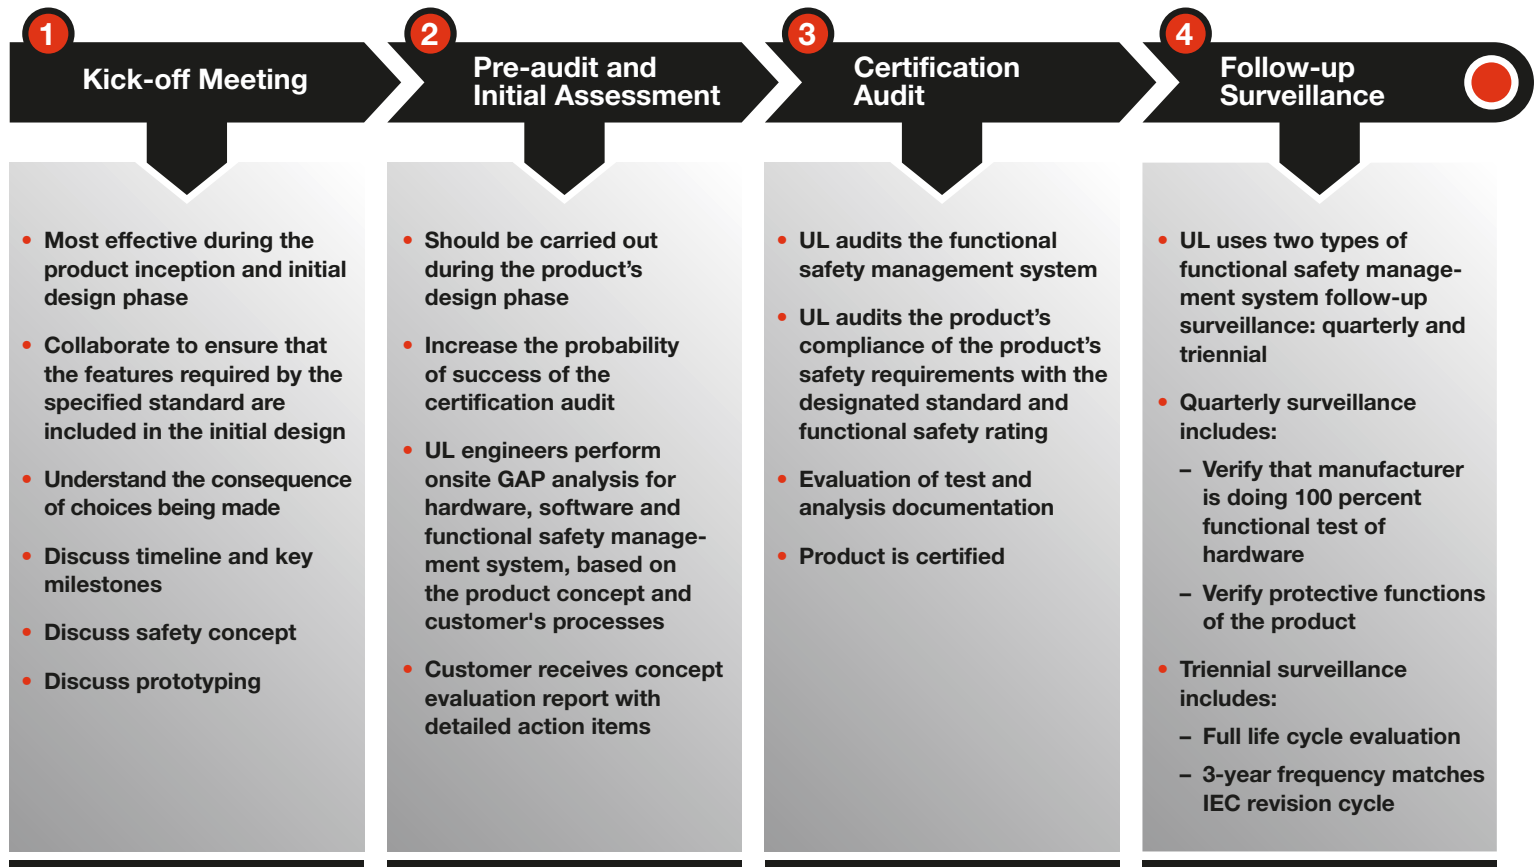 1
Kick-off Meeting
• Most effective during the
product inception and initial
design phase
• Collaborate to ensure that
the features required by the
specified standard are
included in the initial design
• Understand the consequence
of choices being made
• Discuss timeline and key
milestones
• Discuss safety concept
• Discuss prototyping
2
Pre-audit and
Initial Assessment
• Should be carried out
during the product’s
design phase
• Increase the probability
of success of the
certification audit
• UL engineers perform
onsite GAP analysis for
hardware, software and
functional safety manage-
ment system, based on
the product concept and
customer's processes
• Customer receives concept
evaluation report with
detailed action items
3
Certification
Audit
• UL audits the functional
safety management system
• UL audits the product’s
compliance of the product’s
safety requirements with the
designated standard and
functional safety rating
• Evaluation of test and
analysis documentation
• Product is certified
4
Follow-up
Surveillance
• UL uses two types of
functional safety manage-
ment system follow-up
surveillance: quarterly and
triennial
• Quarterly surveillance
includes:
– Verify that manufacturer
is doing 100 percent
functional test of
hardware
– Verify protective functions
of the product
• Triennial surveillance
includes:
– Full life cycle evaluation
– 3-year frequency matches
IEC revision cycle